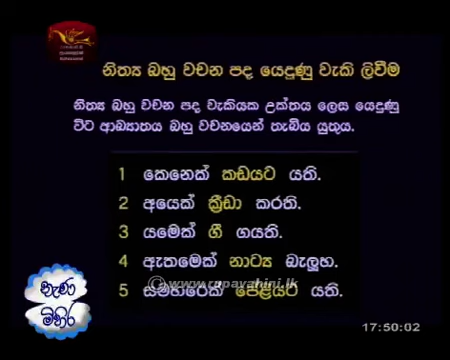 නිත්‍ය බහු වචන පද යෙදුණු වැකි ලිවීම
නිත්‍ය බහු වචන පද වැකියක උක්තය ලෙස යෙදුණු
විට ආඛ්‍යාතය බහු වචනයෙන් තැබිය යුතුය.
1 කෙනෙක් කඩයට යති.
2 අයෙක් ක්‍රීඩා කරති.
3 යමෙක් ගී ගයති.
4 ඇතමෙක් නාට්‍ය බැලූහ.
© www.rupavahini.lk
5 සමහරෙක් පේළියට යති.
නැණ
මිහිර
17:50:02